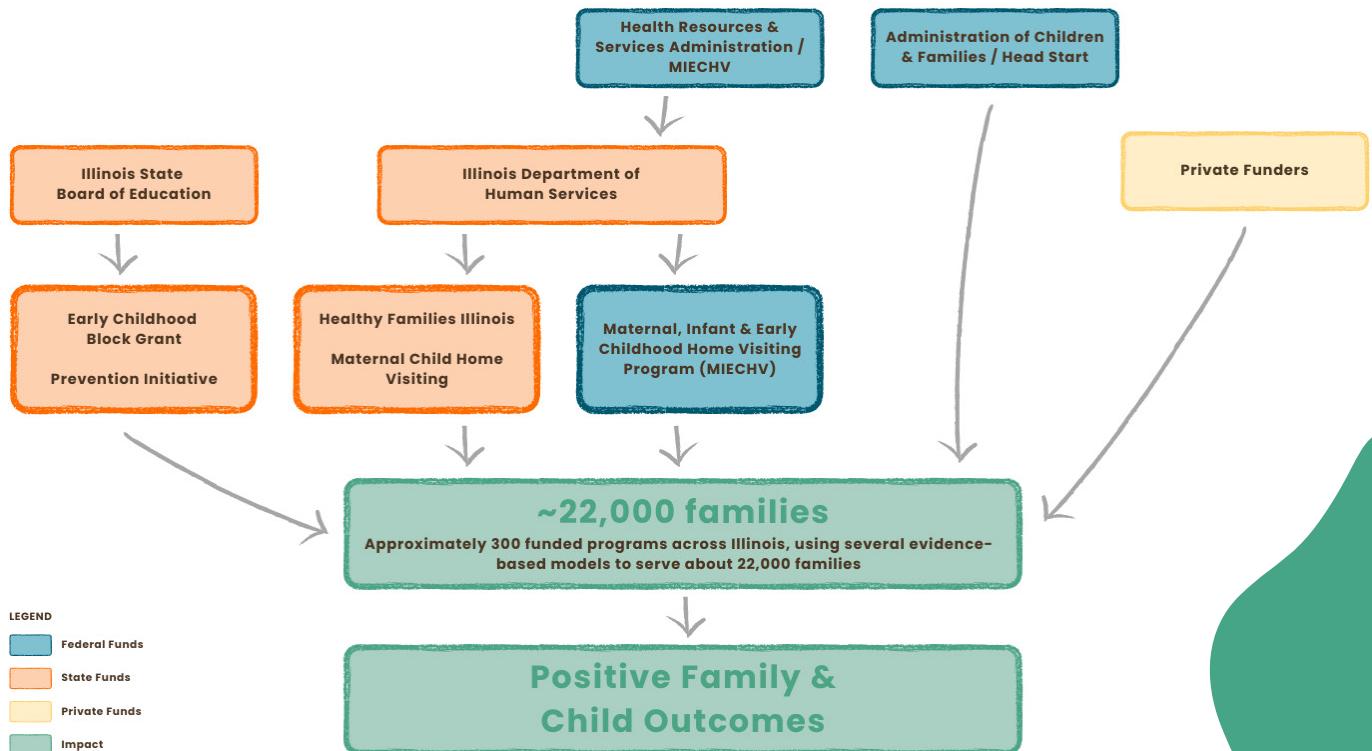 Health Resources &
Services Administration /
MIECHV
Administration of Children
& Families / Head Start
Illinois State
Board of Education
Illinois Department of
Human Services
Private Funders
Early Childhood
Block Grant
Prevention Initiative
Healthy Families Illinois
Maternal Child Home
Visiting
Maternal, Infant & Early
Childhood Home Visiting
Program (MIECHV)
~22,000 families
Approximately 300 funded programs across Illinois, using several evidence-
based models to serve about 22,000 families
Positive Family &
Child Outcomes
LEGEND
Federal Funds
State Funds
Private Funds
Impact